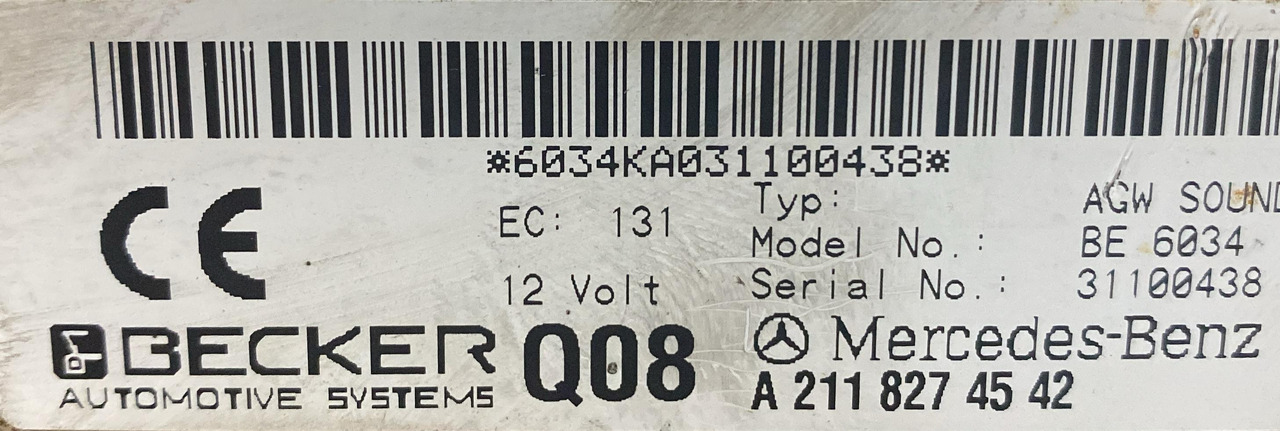 *6034KA031100438*
CE
EC: 131
12 Volt
Typ: AGW SOUND
Model No.: BE 6034
Serial No.: 31100438
BECKER
AUTOMOTIVE SYSTEMS
Q08
Mercedes-Benz
A 211 827 45 42